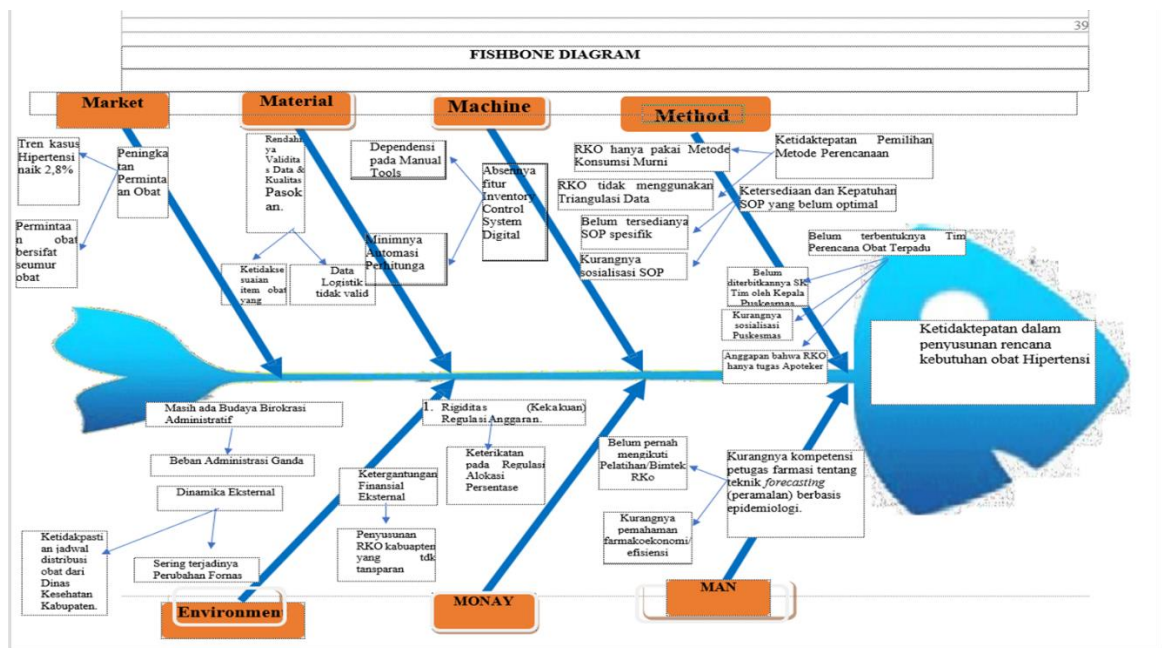 39
FISHBONE DIAGRAM
Market
Material
Machine
Method
Tren kasus
Hipertensi
naik 2,8%
Peningka
tan
Perminta
an Obat
Permintaa
n obat
bersifat
seumur
obat
Rendahn
ya
Validita
s Data &
Kualitas
Pasok
an.
Ketidakse
suaian
item obat
yang
Data
Logistik
tidak valid
Dependensi
pada Manual
Tools
Absennya
fitur
Inventory
Control
System
Digital
Minimnya
Automasi
Perhitunga
RKO hanya pakai Metode
Konsumsi Murni
Ketidaktepatan Pemilihan
Metode Perencanaan
RKO tidak menggunakan
Triangulasi Data
Ketersediaan dan Kepatuhan
SOP yang belum optimal
Belum tersedianya
SOP spesifik
Kurangnya
sosialisasi SOP
Belum terbentuknya Tim
Perencana Obat Terpadu
Belum
diterbitkannya SK
Tim oleh Kepala
Puskesmas
Kurangnya
sosialisasi
Puskesmas
Anggapan bahwa RKO
hanya tugas Apoteker
Ketidaktepatan dalam
penyusunan rencana
kebutuhan obat Hipertensi
Masih ada Budaya Birokrasi
Administratif
Beban Administrasi Ganda
Dinamika Eksternal
Ketidakpast
ian jadwal
distribusi
obat dari
Dinas
Kesehatan
Kabupaten.
Sering terjadinya
Perubahan Fornas
1. Rigiditas (Kekakuan)
Regulasi Anggaran.
Keterikatan
pada Regulasi
Alokasi
Persentase
Ketergantungan
Finansial
Eksternal
Penyusunan
RKO kabuapten
yang tdk
tansparan
Belum pernah
mengikuti
Pelatihan/Bimtek
RKo
Kurangnya kompetensi
petugas farmasi tentang
teknik forecasting
(peramalan) berbasis
epidemiologi.
Kurangnya
pemahaman
farmakoekonomi/
efisiensi
Environmen
MONAY
MAN